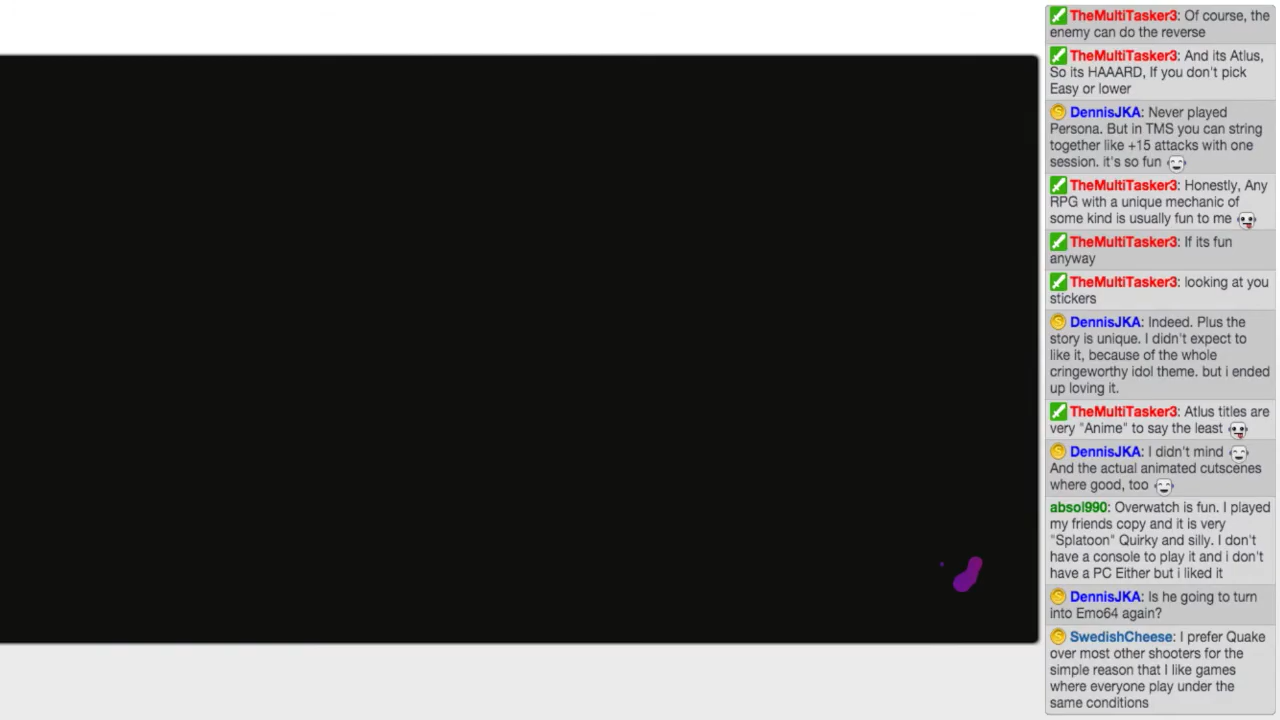 TheMultiTasker3: Of course, the
enemy can do the reverse
TheMultiTasker3: And its Atlus,
So its HAAARD, If you don't pick
Easy or lower
DennisJKA: Never played
Persona. But in TMS you can string
together like +15 attacks with one
session. it's so fun
TheMultiTasker3: Honestly, Any
RPG with a unique mechanic of
some kind is usually fun to me
TheMultiTasker3: If its fun
anyway
TheMultiTasker3: looking at you
stickers
DennisJKA: Indeed. Plus the
story is unique. I didn't expect to
like it, because of the whole
cringeworthy idol theme. but i ended
up loving it.
TheMultiTasker3: Atlus titles are
very "Anime" to say the least
DennisJKA: I didn't mind
And the actual animated cutscenes
where good, too
absol990: Overwatch is fun. I played
my friends copy and it is very
"Splatoon" Quirky and silly. I don't
have a console to play it and i don't
have a PC Either but i liked it
DennisJKA: Is he going to turn
into Emo64 again?
SwedishCheese: I prefer Quake
over most other shooters for the
simple reason that I like games
where everyone play under the
same conditions